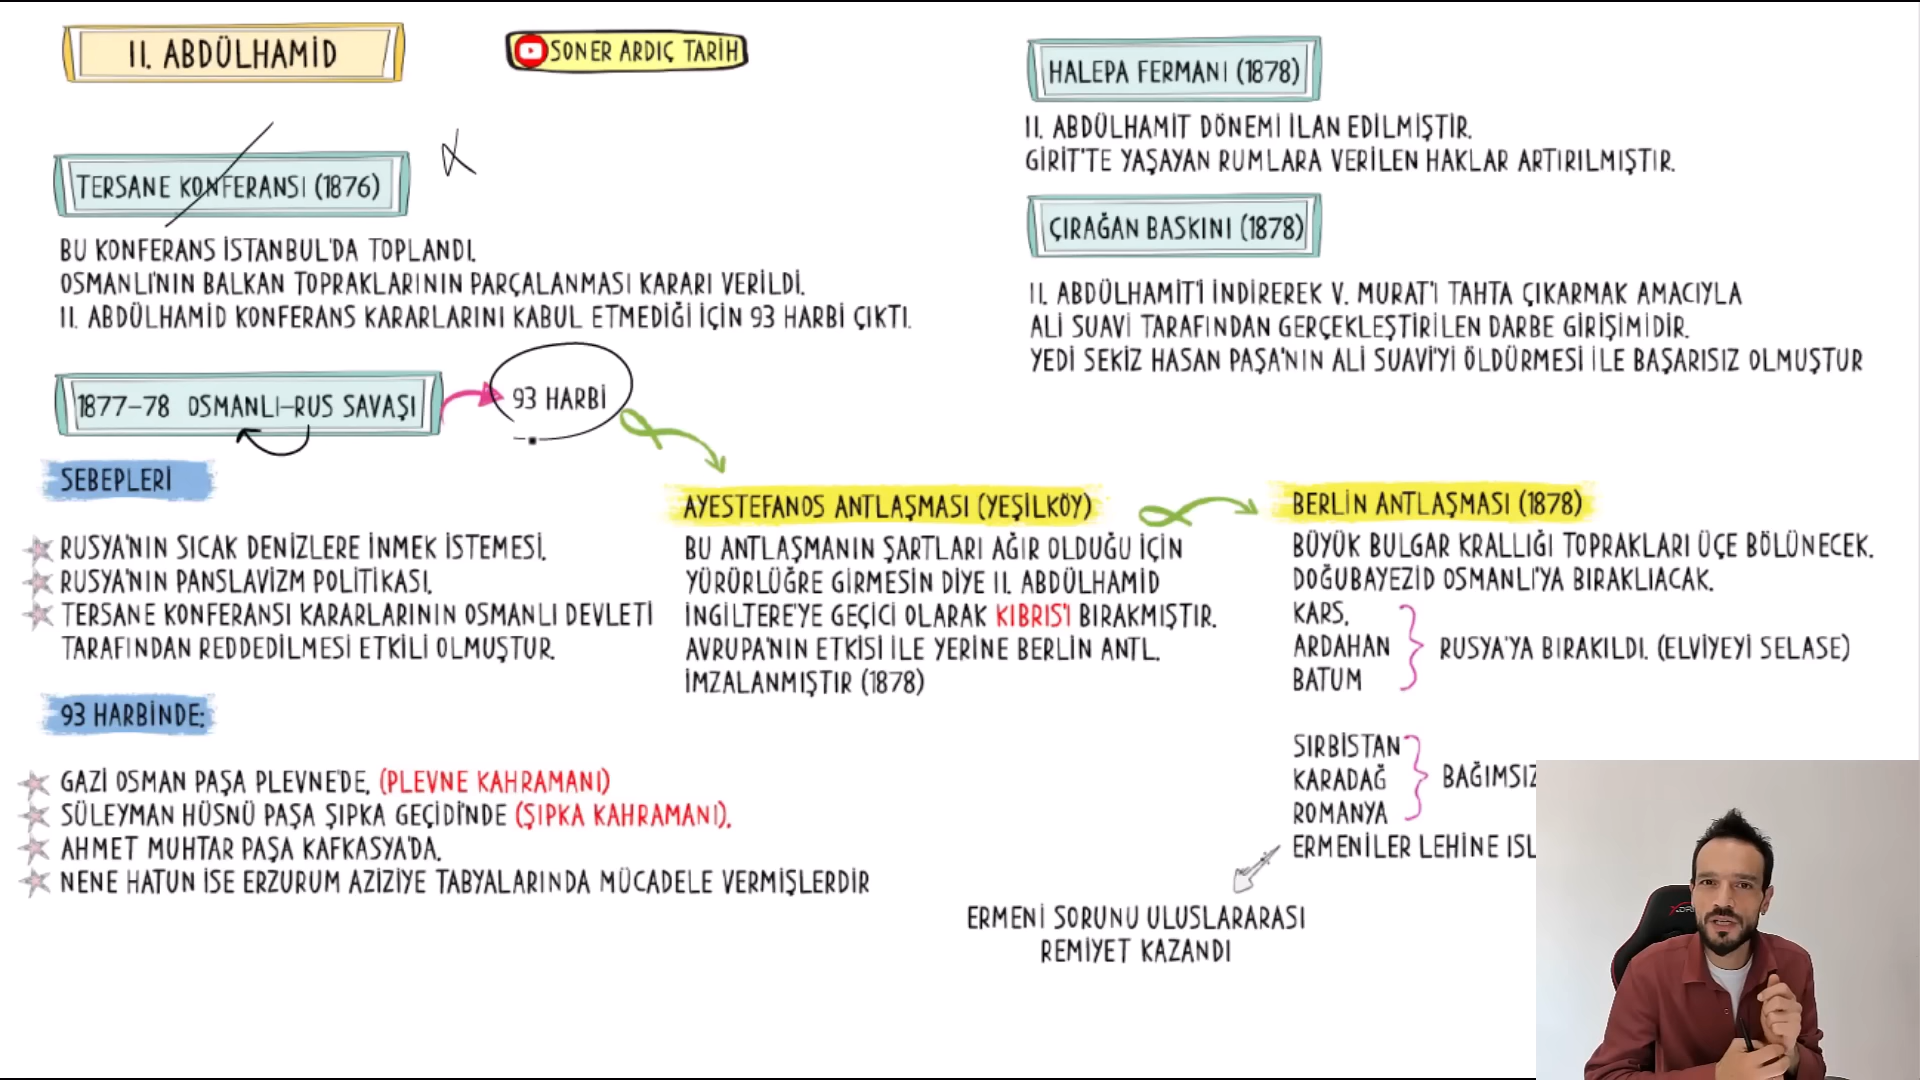 II. ABDÜLHAMİD
SONER ARDIÇ TARİH
TERSANE KONFERANSI (1876)
BU KONFERANS İSTANBUL'DA TOPLANDI.
OSMANLI'NIN BALKAN TOPRAKLARININ PARÇALANMASI KARARI VERİLDİ.
II. ABDÜLHAMİD KONFERANS KARARLARINI KABUL ETMEDİĞİ İÇİN 93 HARBİ ÇIKTI.
1877-78 OSMANLI-RUS SAVAŞI
93 HARBİ
SEBEPLERİ
RUSYA'NIN SICAK DENİZLERE İNMEK İSTEMESİ.
RUSYA'NIN PANSLAVİZM POLİTİKASI.
TERSANE KONFERANSI KARARLARININ OSMANLI DEVLETİ
TARAFINDAN REDDEDİLMESİ ETKİLİ OLMUŞTUR.
93 HARBİNDE:
GAZİ OSMAN PAŞA PLEVNE'DE, (PLEVNE KAHRAMANI)
SÜLEYMAN HÜSNÜ PAŞA ŞIPKA GEÇİDİ'NDE (ŞIPKA KAHRAMANI),
AHMET MUHTAR PAŞA KAFKASYA'DA,
NENE HATUN İSE ERZURUM AZİZİYE TABYALARINDA MÜCADELE VERMİŞLERDİR
AYESTEFANOS ANTLAŞMASI (YEŞİLKÖY)
BU ANTLAŞMANIN ŞARTLARI AĞIR OLDUĞU İÇİN
YÜRÜRLÜĞRE GİRMESİN DİYE II. ABDÜLHAMİD
İNGİLTERE'YE GEÇİCİ OLARAK KIBRIS'I BIRAKMIŞTIR.
AVRUPA'NIN ETKİSİ İLE YERİNE BERLİN ANTL.
İMZALANMIŞTIR (1878)
HALEPA FERMANI (1878)
II. ABDÜLHAMİT DÖNEMİ İLAN EDİLMİŞTİR.
GİRİT'TE YAŞAYAN RUMLARA VERİLEN HAKLAR ARTIRILMIŞTIR.
ÇIRAĞAN BASKINI (1878)
II. ABDÜLHAMİT'İ İNDİREREK V. MURAT'I TAHTA ÇIKARMAK AMACIYLA
ALİ SUAVİ TARAFINDAN GERÇEKLEŞTİRİLEN DARBE GİRİŞİMİDİR.
YEDİ SEKİZ HASAN PAŞA'NIN ALİ SUAVİ'Yİ ÖLDÜRMESİ İLE BAŞARISIZ OLMUŞTUR
BERLİN ANTLAŞMASI (1878)
BÜYÜK BULGAR KRALLIĞI TOPRAKLARI ÜÇE BÖLÜNECEK.
DOĞUBAYEZID OSMANLI'YA BIRAKLIACAK.
KARS,
ARDAHAN
BATUM
RUSYA'YA BIRAKILDI. (ELVİYEYİ SELASE)
SIRBİSTAN
KARADAĞ
ROMANYA
BAĞIMSIZ
ERMENİLER LEHİNE ISL
ERMENİ SORUNU ULUSLARARASI
REMİYET KAZANDI